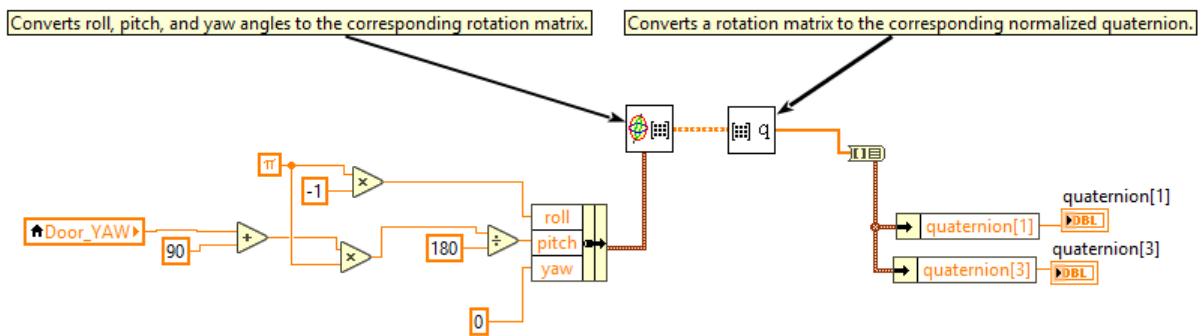 Converts roll, pitch, and yaw angles to the corresponding rotation matrix.
Converts a rotation matrix to the corresponding normalized quaternion.
q
π
-1
×
roll
Door_YAW
+
90
×
180
÷
pitch
yaw
0
quaternion[1]
quaternion[1]
DBL
quaternion[3]
quaternion[3]
DBL